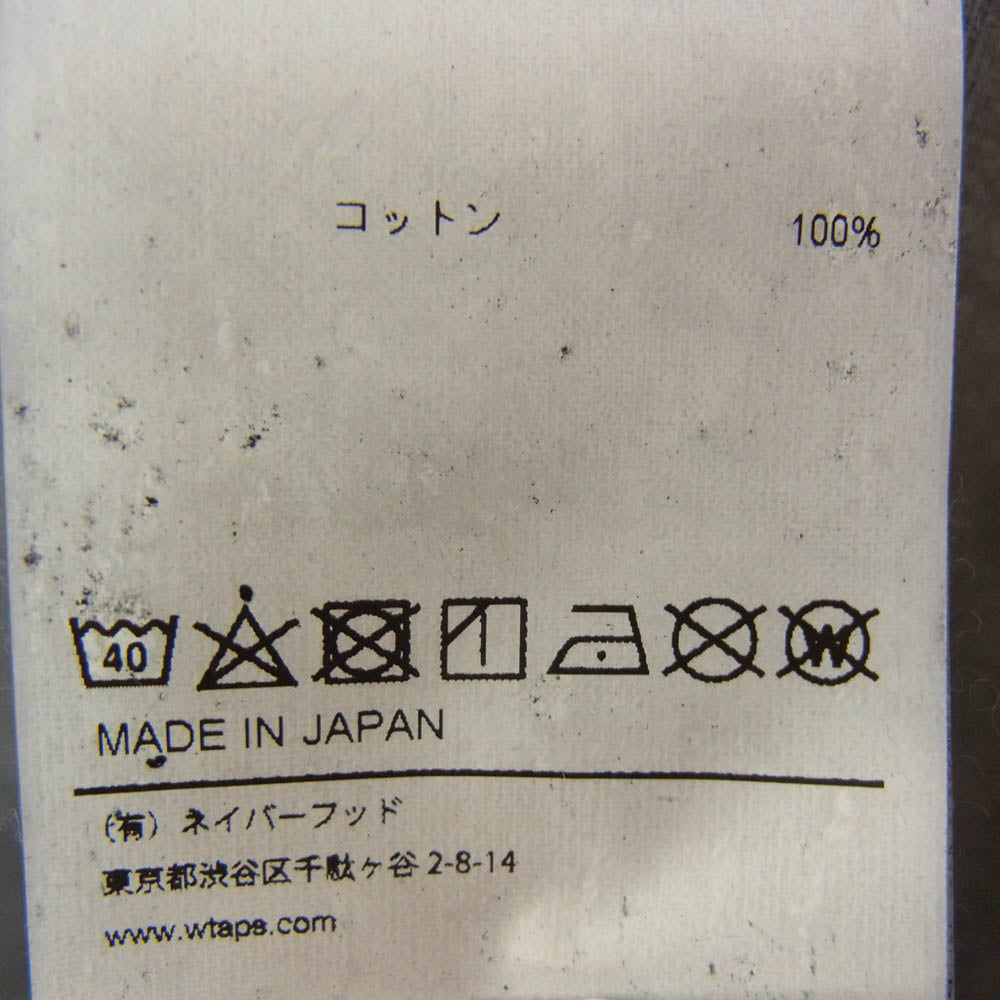 コットン 100%
40 W
MADE IN JAPAN
(有) ネイバーフッド
東京都渋谷区千駄ヶ谷 2-8-14
www.wtaps.com